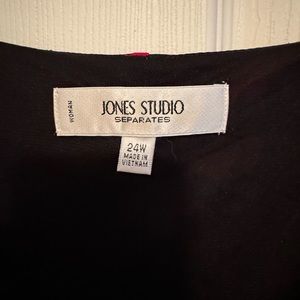 WOMAN
JONES STUDIO
SEPARATES
24W
MADE IN
VIETNAM